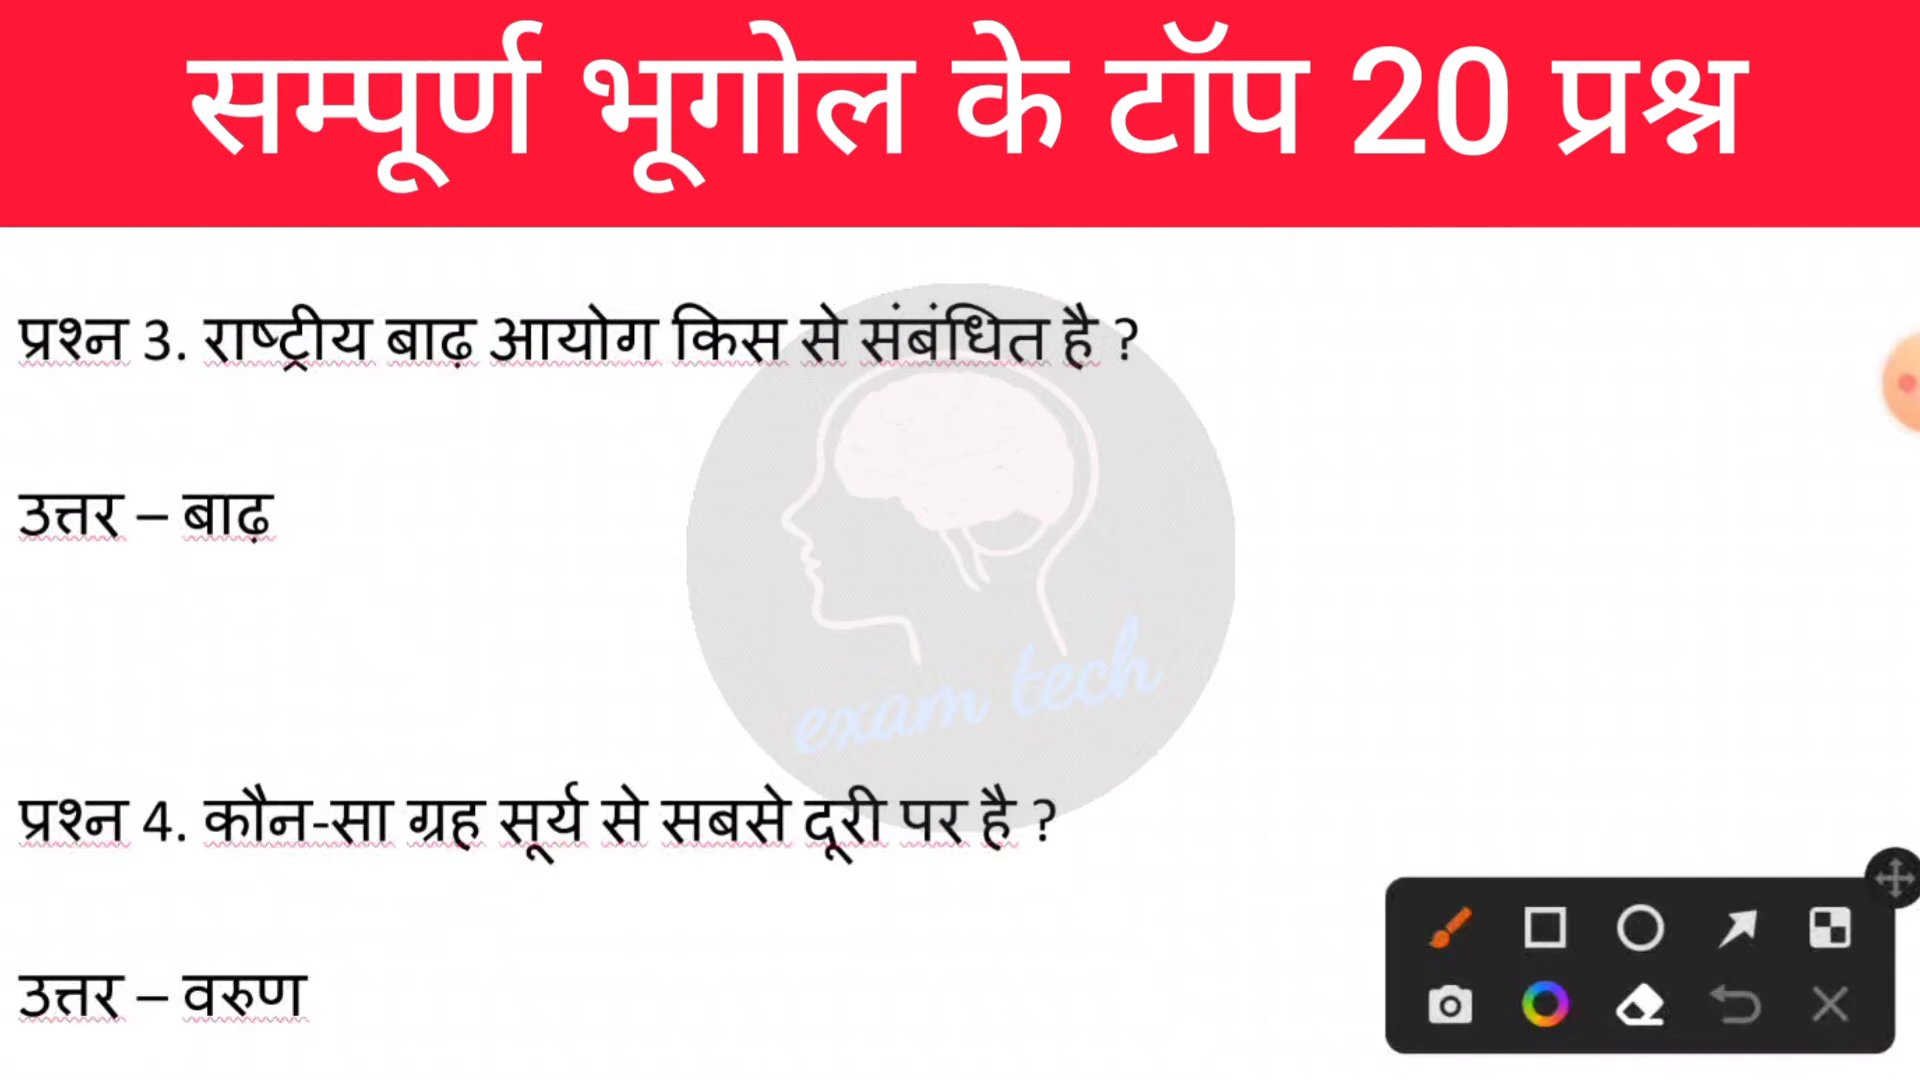 सम्पूर्ण भूगोल के टॉप 20 प्रश्न
प्रश्न 3. राष्ट्रीय बाढ़ आयोग किस से संबंधित है ?
उत्तर – बाढ़
exam tech
प्रश्न 4. कौन-सा ग्रह सूर्य से सबसे दूरी पर है ?
उत्तर – वरुण